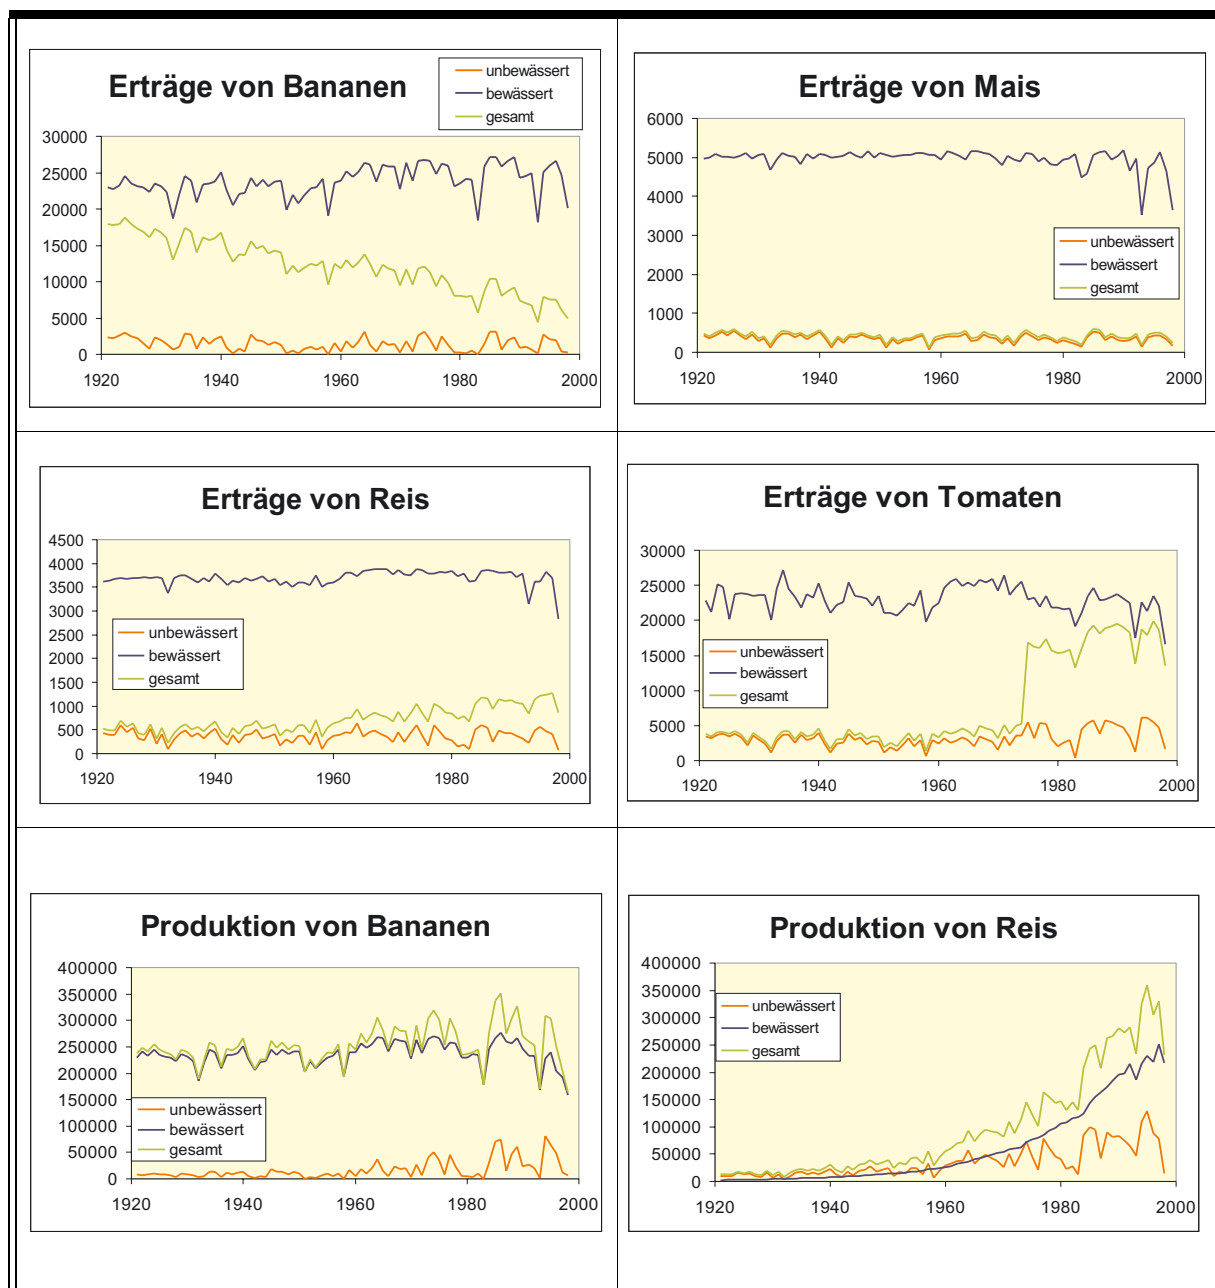 Erträge von Bananen
unbewässert
bewässert
gesamt
30000
25000
20000
15000
10000
5000
0
1920 1940 1960 1980 2000
Erträge von Mais
6000
5000
4000
3000
2000
1000
0
unbewässert
bewässert
gesamt
1920 1940 1960 1980 2000
Erträge von Reis
4500
4000
3500
3000
2500
2000
1500
1000
500
0
unbewässert
bewässert
gesamt
1920 1940 1960 1980 2000
Erträge von Tomaten
30000
25000
20000
15000
10000
5000
0
unbewässert
bewässert
gesamt
1920 1940 1960 1980 2000
Produktion von Bananen
400000
350000
300000
250000
200000
150000
100000
50000
0
unbewässert
bewässert
gesamt
1920 1940 1960 1980 2000
Produktion von Reis
400000
350000
300000
250000
200000
150000
100000
50000
0
unbewässert
bewässert
gesamt
1920 1940 1960 1980 2000